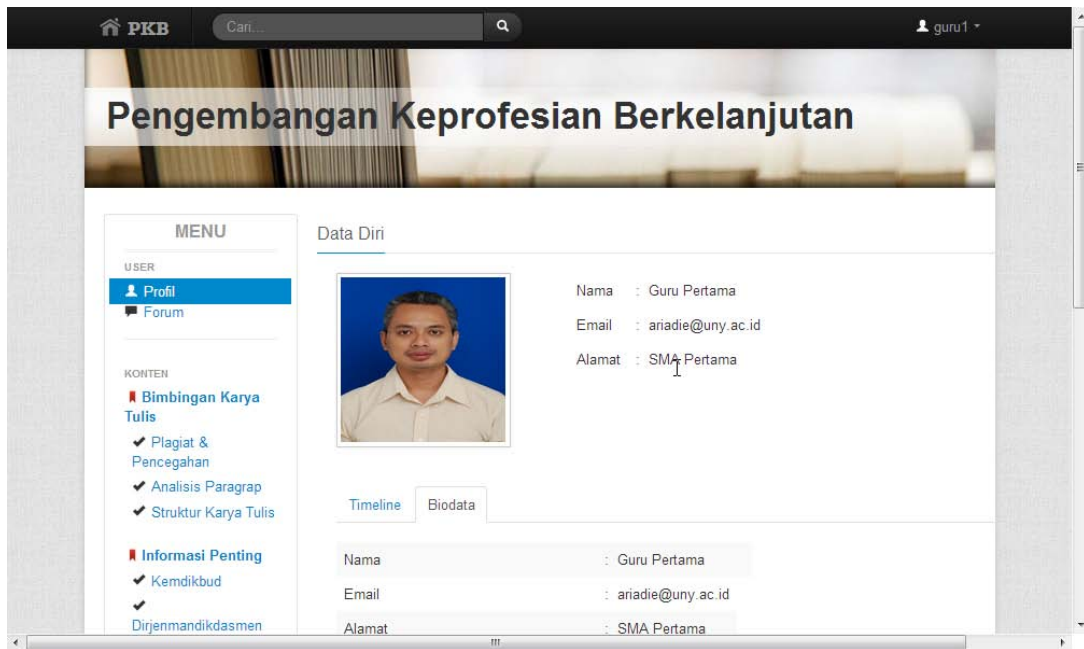 PKB
Cari...
guru1
Pengembangan Keprofesian Berkelanjutan
MENU
USER
Profil
Forum
KONTEN
Bimbingan Karya
Tulis
Plagiat &
Pencegahan
Analisis Paragrap
Struktur Karya Tulis
Informasi Penting
Kemdikbud
Dirjenmandikdasmen
Data Diri
Nama : Guru Pertama
Email : ariadie@uny.ac.id
Alamat : SMA Pertama
Timeline Biodata
Nama : Guru Pertama
Email : ariadie@uny.ac.id
Alamat : SMA Pertama